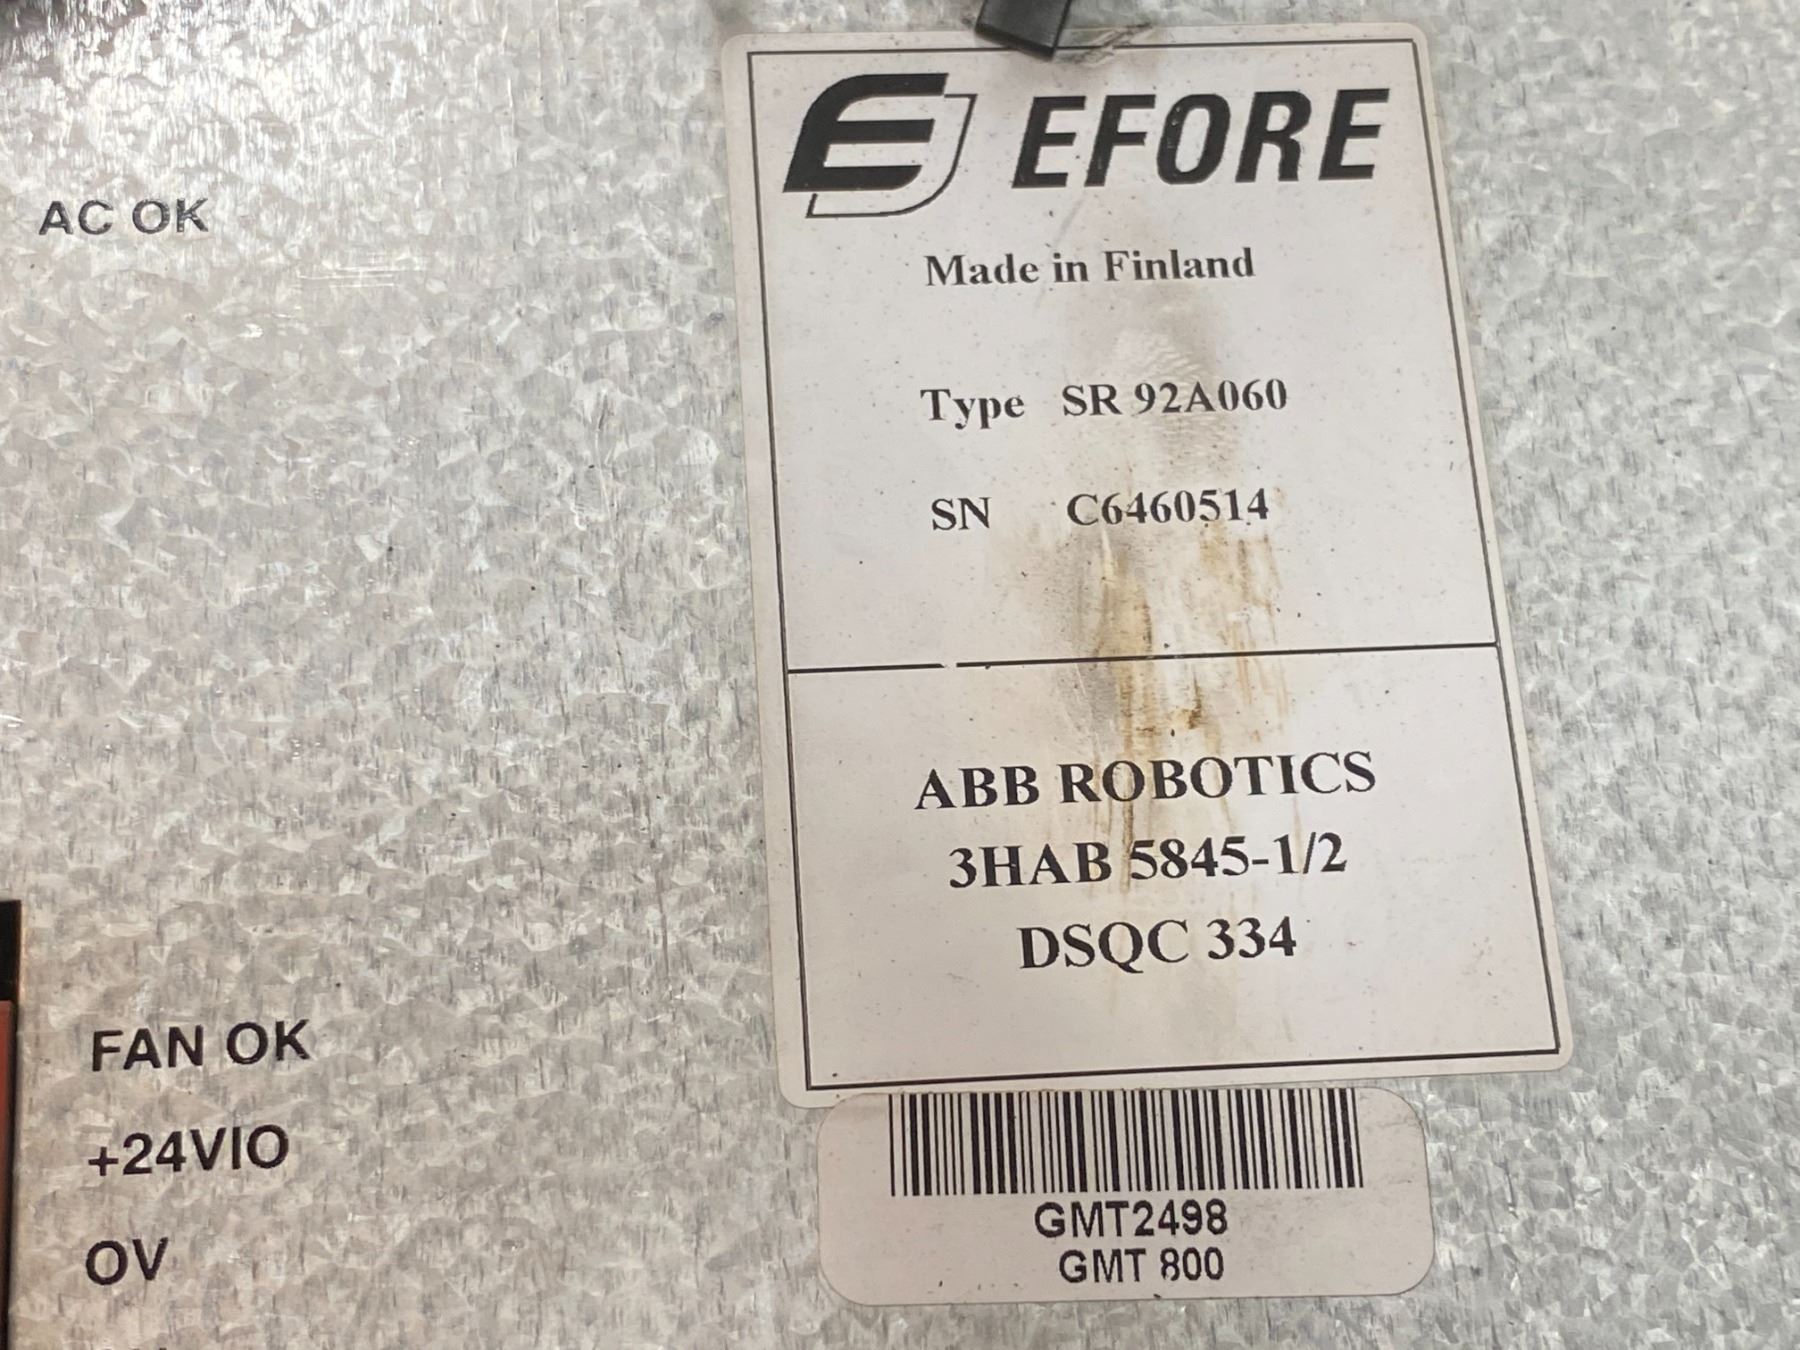 EFORE
Made in Finland
Type SR 92A060
SN C6460514
ABB ROBOTICS
3HAB 5845-1/2
DSQC 334
GMT2498
GMT 800
AC OK
FAN OK
+24VIO
OV